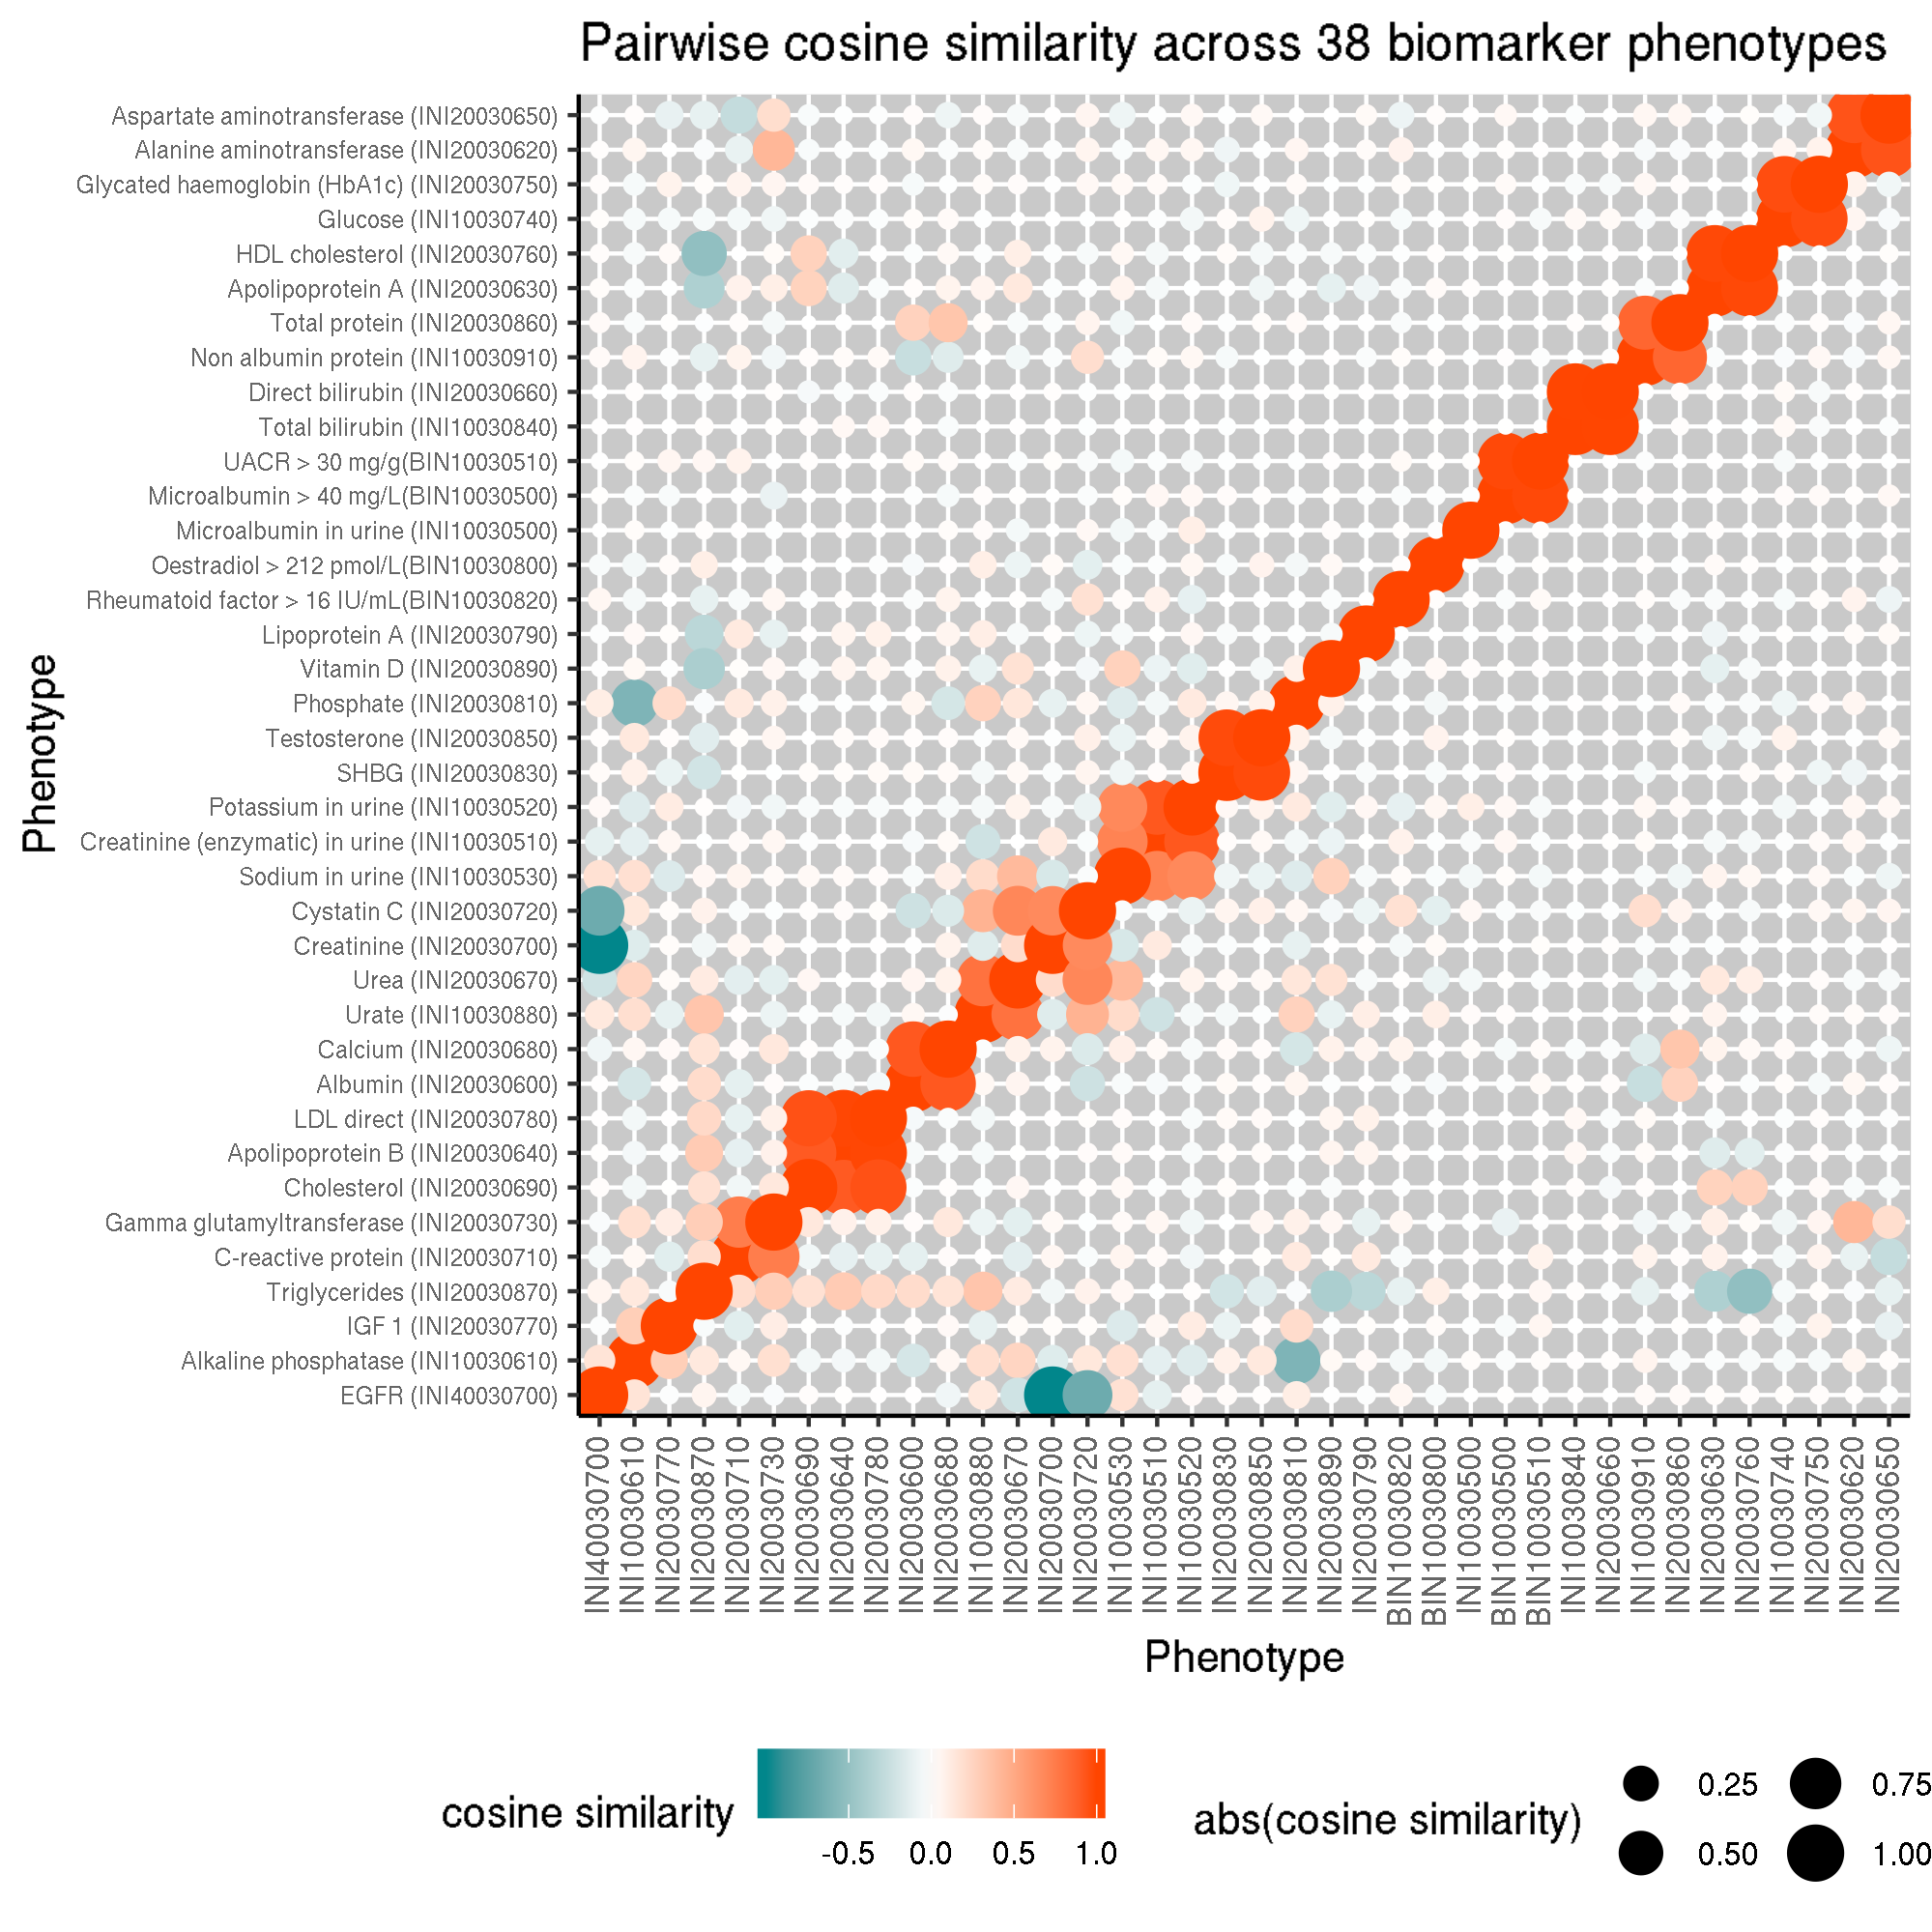 Pairwise cosine similarity across 38 biomarker phenotypes
Phenotype
Aspartate aminotransferase (INI20030650)
Alanine aminotransferase (INI20030620)
Glycated haemoglobin (HbA1c) (INI20030750)
Glucose (INI10030740)
HDL cholesterol (INI20030760)
Apolipoprotein A (INI20030630)
Total protein (INI20030860)
Non albumin protein (INI10030910)
Direct bilirubin (INI20030660)
Total bilirubin (INI10030840)
UACR > 30 mg/g(BIN10030510)
Microalbumin > 40 mg/L(BIN10030500)
Microalbumin in urine (INI10030500)
Oestradiol > 212 pmol/L(BIN10030800)
Rheumatoid factor > 16 IU/mL(BIN10030820)
Lipoprotein A (INI20030790)
Vitamin D (INI20030890)
Phosphate (INI20030810)
Testosterone (INI20030850)
SHBG (INI20030830)
Potassium in urine (INI10030520)
Creatinine (enzymatic) in urine (INI10030510)
Sodium in urine (INI10030530)
Cystatin C (INI20030720)
Creatinine (INI20030700)
Urea (INI20030670)
Urate (INI10030880)
Calcium (INI20030680)
Albumin (INI20030600)
LDL direct (INI20030780)
Apolipoprotein B (INI20030640)
Cholesterol (INI20030690)
Gamma glutamyltransferase (INI20030730)
C-reactive protein (INI20030710)
Triglycerides (INI20030870)
IGF 1 (INI20030770)
Alkaline phosphatase (INI10030610)
EGFR (INI40030700)
INI40030700
INI10030610
INI20030770
INI20030870
INI20030710
INI20030730
INI20030690
INI20030640
INI20030780
INI20030600
INI20030680
INI10030880
INI20030670
INI20030700
INI20030720
INI10030530
INI10030510
INI10030520
INI20030830
INI20030850
INI20030810
INI20030890
INI20030790
BIN10030820
BIN10030800
INI10030500
BIN10030500
BIN10030510
INI10030840
INI20030660
INI10030910
INI20030860
INI20030630
INI20030760
INI10030740
INI20030750
INI20030620
INI20030650
Phenotype
cosine similarity
-0.5 0.0 0.5 1.0
abs(cosine similarity)
0.25 0.75
0.50 1.00